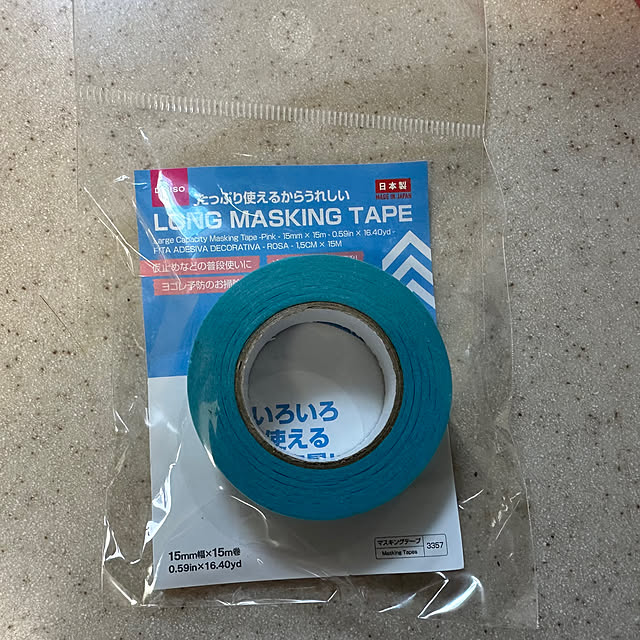 DAISO
たっぷり使えるからうれしい
日本製
MADE IN JAPAN
LONG MASKING TAPE
Large Capacity Masking Tape -Pink - 15mm × 15m - 0.59in × 16.40yd -
FITA ADESIVA DECORATIVA - ROSA - 1,5CM × 15M
仮止めなどの普段使いに
ヨコレ予防のお掃除
いろいろ
使える
15mm幅×15m巻
0.59in×16.40yd
マスキングテープ
Masking Tapes
3357